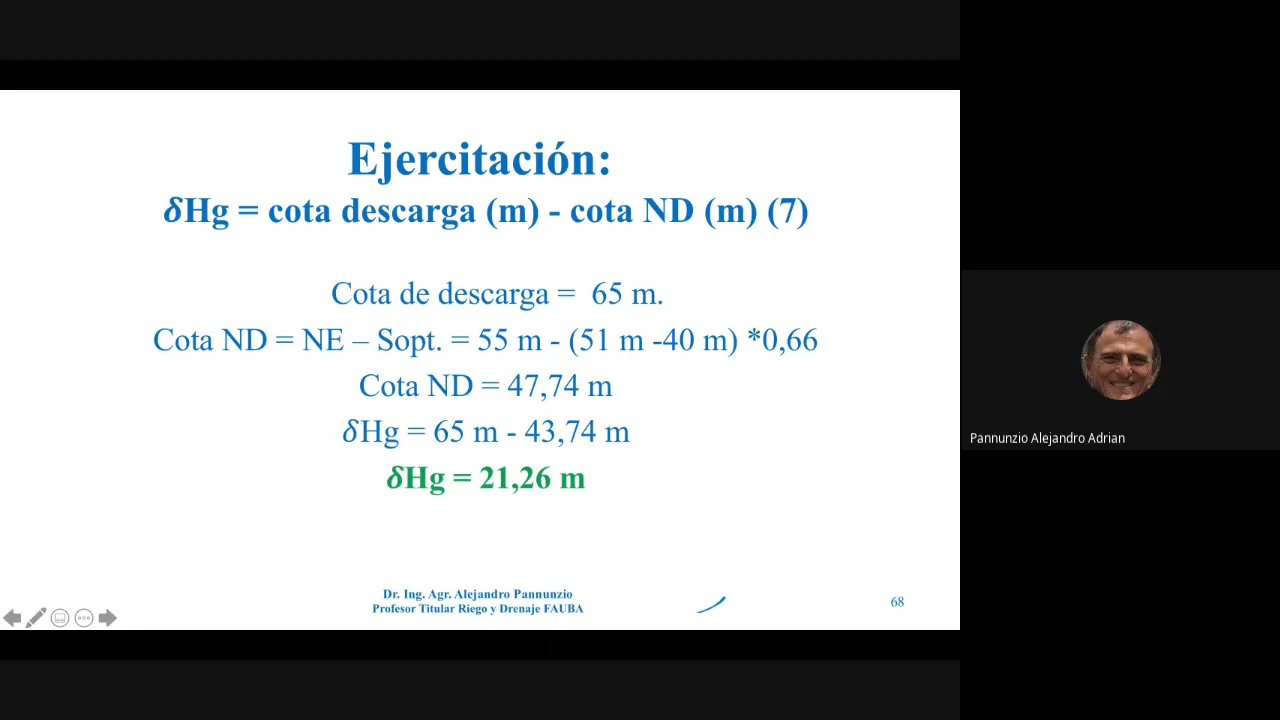 Ejercitación:
𝜹Hg = cota descarga (m) - cota ND (m) (7)
Cota de descarga =  65 m.
Cota ND = NE – Sopt. = 55 m - (51 m -40 m) *0,66
Cota ND = 47,74 m
𝛿Hg = 65 m - 43,74 m
𝜹Hg = 21,26 m
Dr. Ing. Agr. Alejandro Pannunzio
Profesor Titular Riego y Drenaje FAUBA
68
Pannunzio Alejandro Adrian